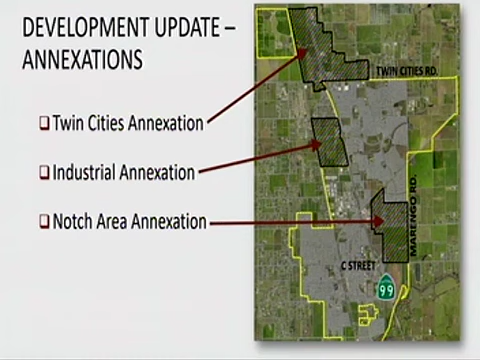 DEVELOPMENT UPDATE –
ANNEXATIONS
Twin Cities Annexation
Industrial Annexation
Notch Area Annexation
TWIN CITIES RD.
MARENGO RD.
C STREET
99